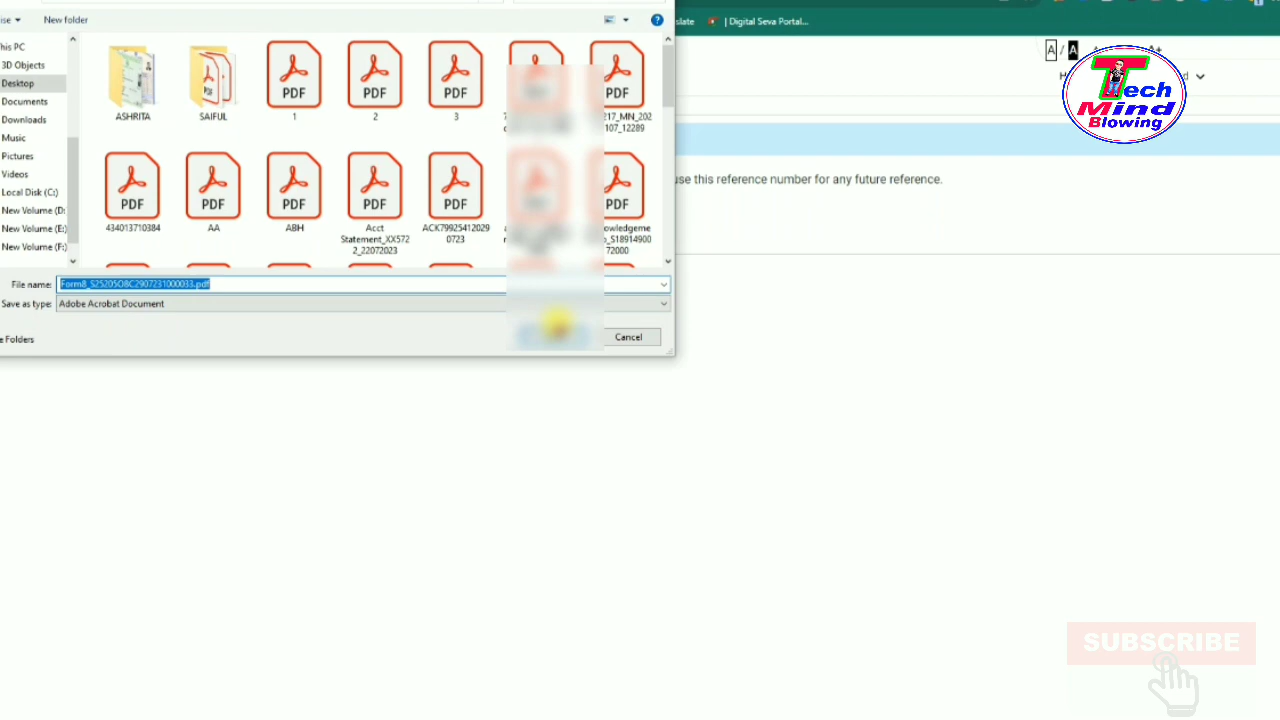 New folder
slate
| Digital Seva Portal...
A / A
Tech
Mind
Blowing
his PC
3D Objects
Desktop
Documents
Downloads
Music
Pictures
Videos
Local Disk (C:)
New Volume (D:
New Volume (E:)
New Volume (F:)
ASHRITA
SAIFUL
PDF
1
PDF
2
PDF
3
PDF
217_MN_202
107_12289
PDF
434013710384
PDF
AA
PDF
ABH
PDF
Acct
Statement_XX572
2_22072023
PDF
ACK79925412029
0723
PDF
owledgeme
_S18914900
72000
use this reference number for any future reference.
File name:
Form8_S25205O8C2907231000033.pdf
Save as type:
Adobe Acrobat Document
e Folders
Cancel
SUBSCRIBE